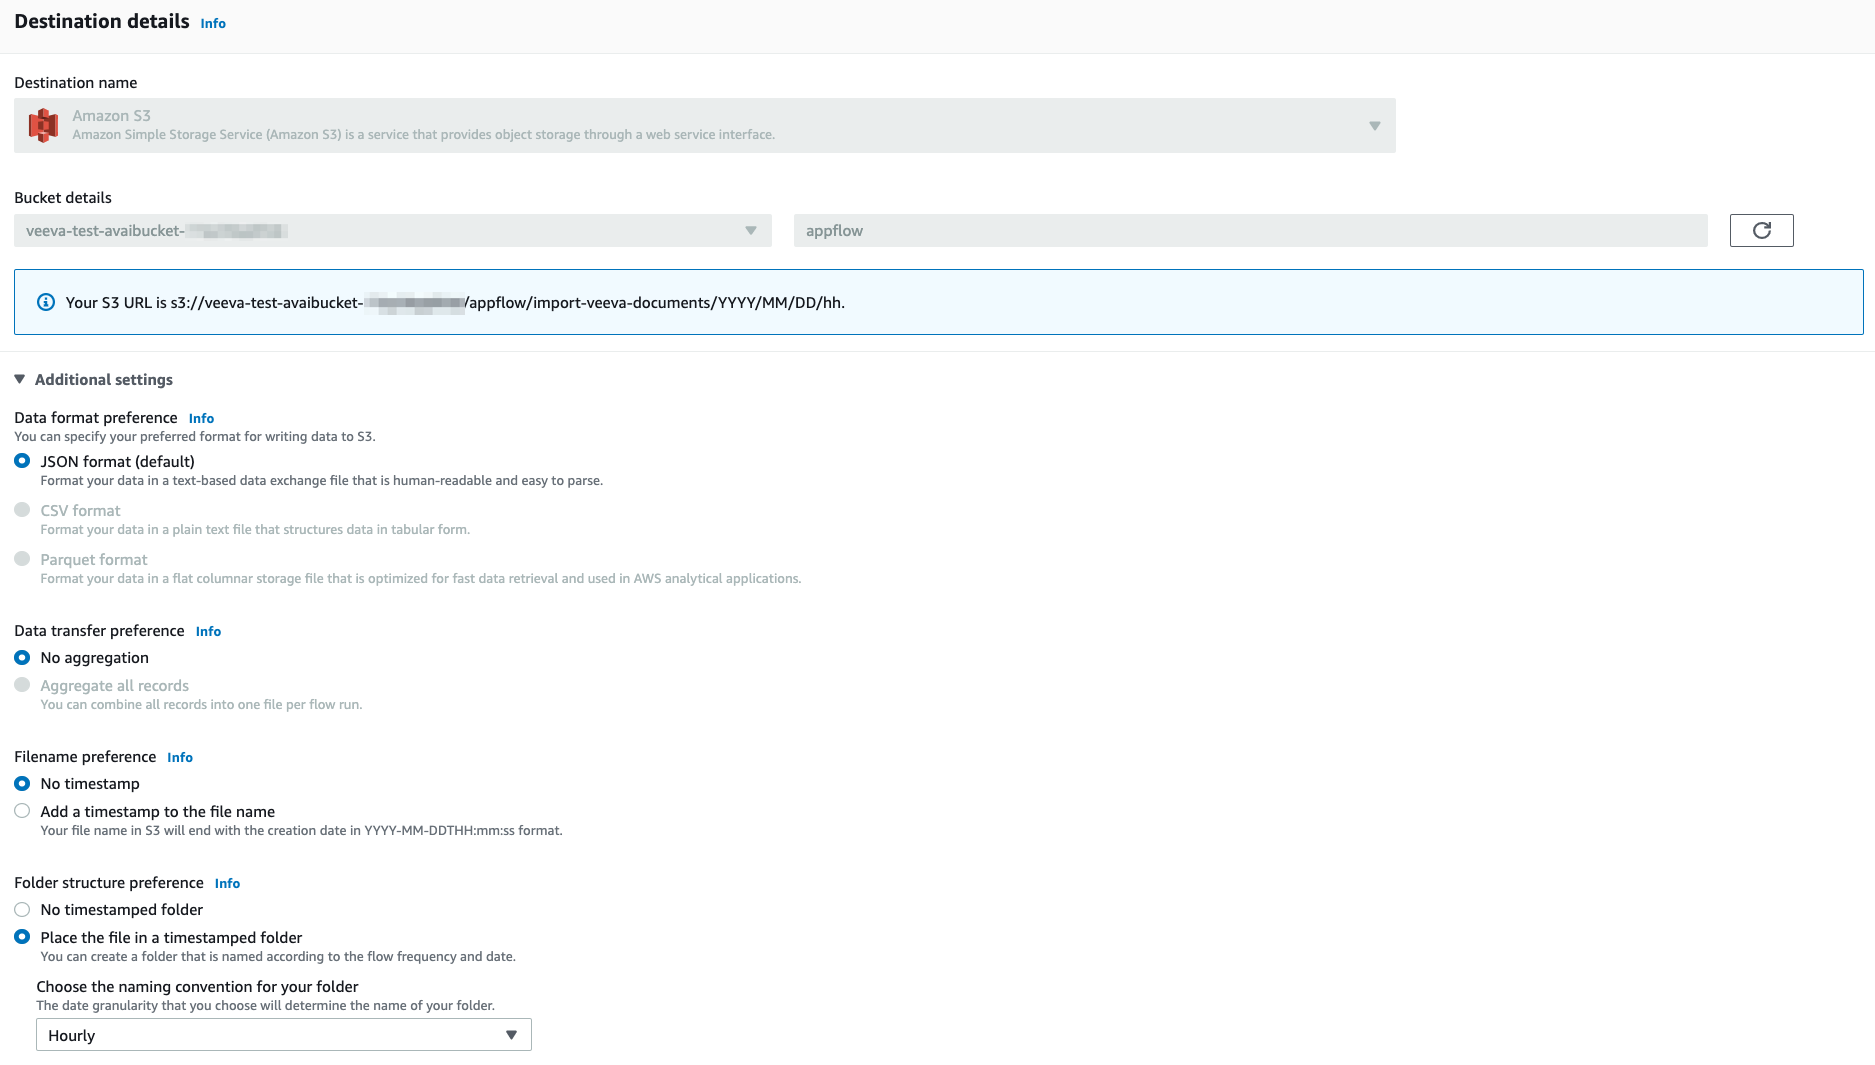 Destination details Info
Destination name
Amazon S3
Amazon Simple Storage Service (Amazon S3) is a service that provides object storage through a web service interface.
Bucket details
veeva-test-avaibucket-
appflow
Your S3 URL is s3://veeva-test-avaibucket- /appflow/import-veeva-documents/YYYY/MM/DD/hh.
Additional settings
Data format preference Info
You can specify your preferred format for writing data to S3.
JSON format (default)
Format your data in a text-based data exchange file that is human-readable and easy to parse.
CSV format
Format your data in a plain text file that structures data in tabular form.
Parquet format
Format your data in a flat columnar storage file that is optimized for fast data retrieval and used in AWS analytical applications.
Data transfer preference Info
No aggregation
Aggregate all records
You can combine all records into one file per flow run.
Filename preference Info
No timestamp
Add a timestamp to the file name
Your file name in S3 will end with the creation date in YYYY-MM-DDTHH:mm:ss format.
Folder structure preference Info
No timestamped folder
Place the file in a timestamped folder
You can create a folder that is named according to the flow frequency and date.
Choose the naming convention for your folder
The date granularity that you choose will determine the name of your folder.
Hourly